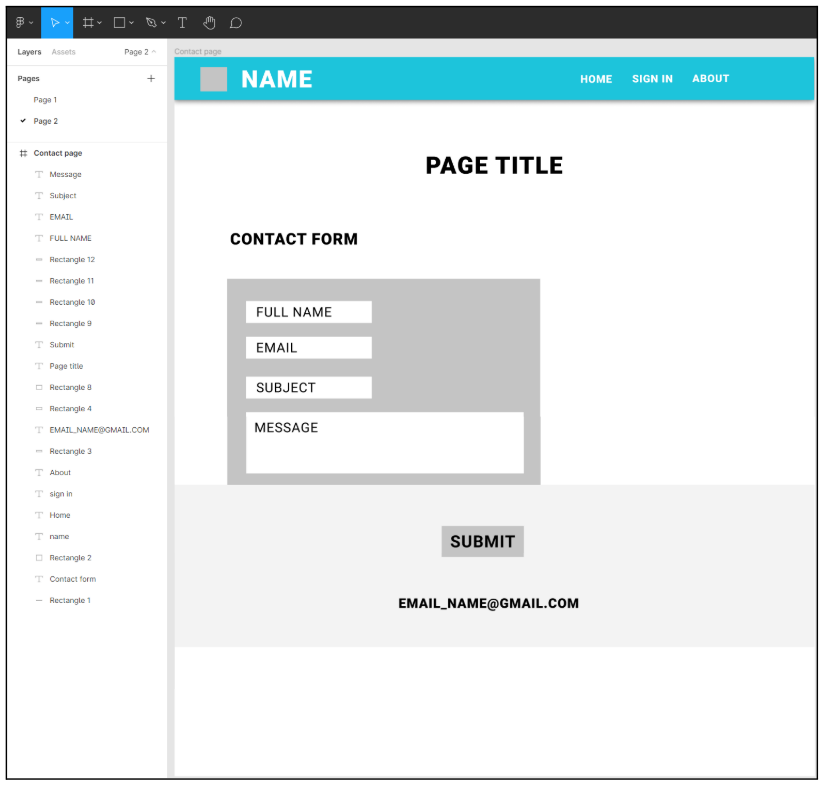 Layers Assets Page 2
Pages
Page 1
Page 2
Contact page
Message
Subject
EMAIL
FULL NAME
Rectangle 12
Rectangle 11
Rectangle 10
Rectangle 9
Submit
Page title
Rectangle 8
Rectangle 4
EMAIL_NAME@GMAIL.COM
Rectangle 3
About
sign in
Home
name
Rectangle 2
Contact form
Rectangle 1
Contact page
NAME HOME SIGN IN ABOUT
PAGE TITLE
CONTACT FORM
FULL NAME
EMAIL
SUBJECT
MESSAGE
SUBMIT
EMAIL_NAME@GMAIL.COM